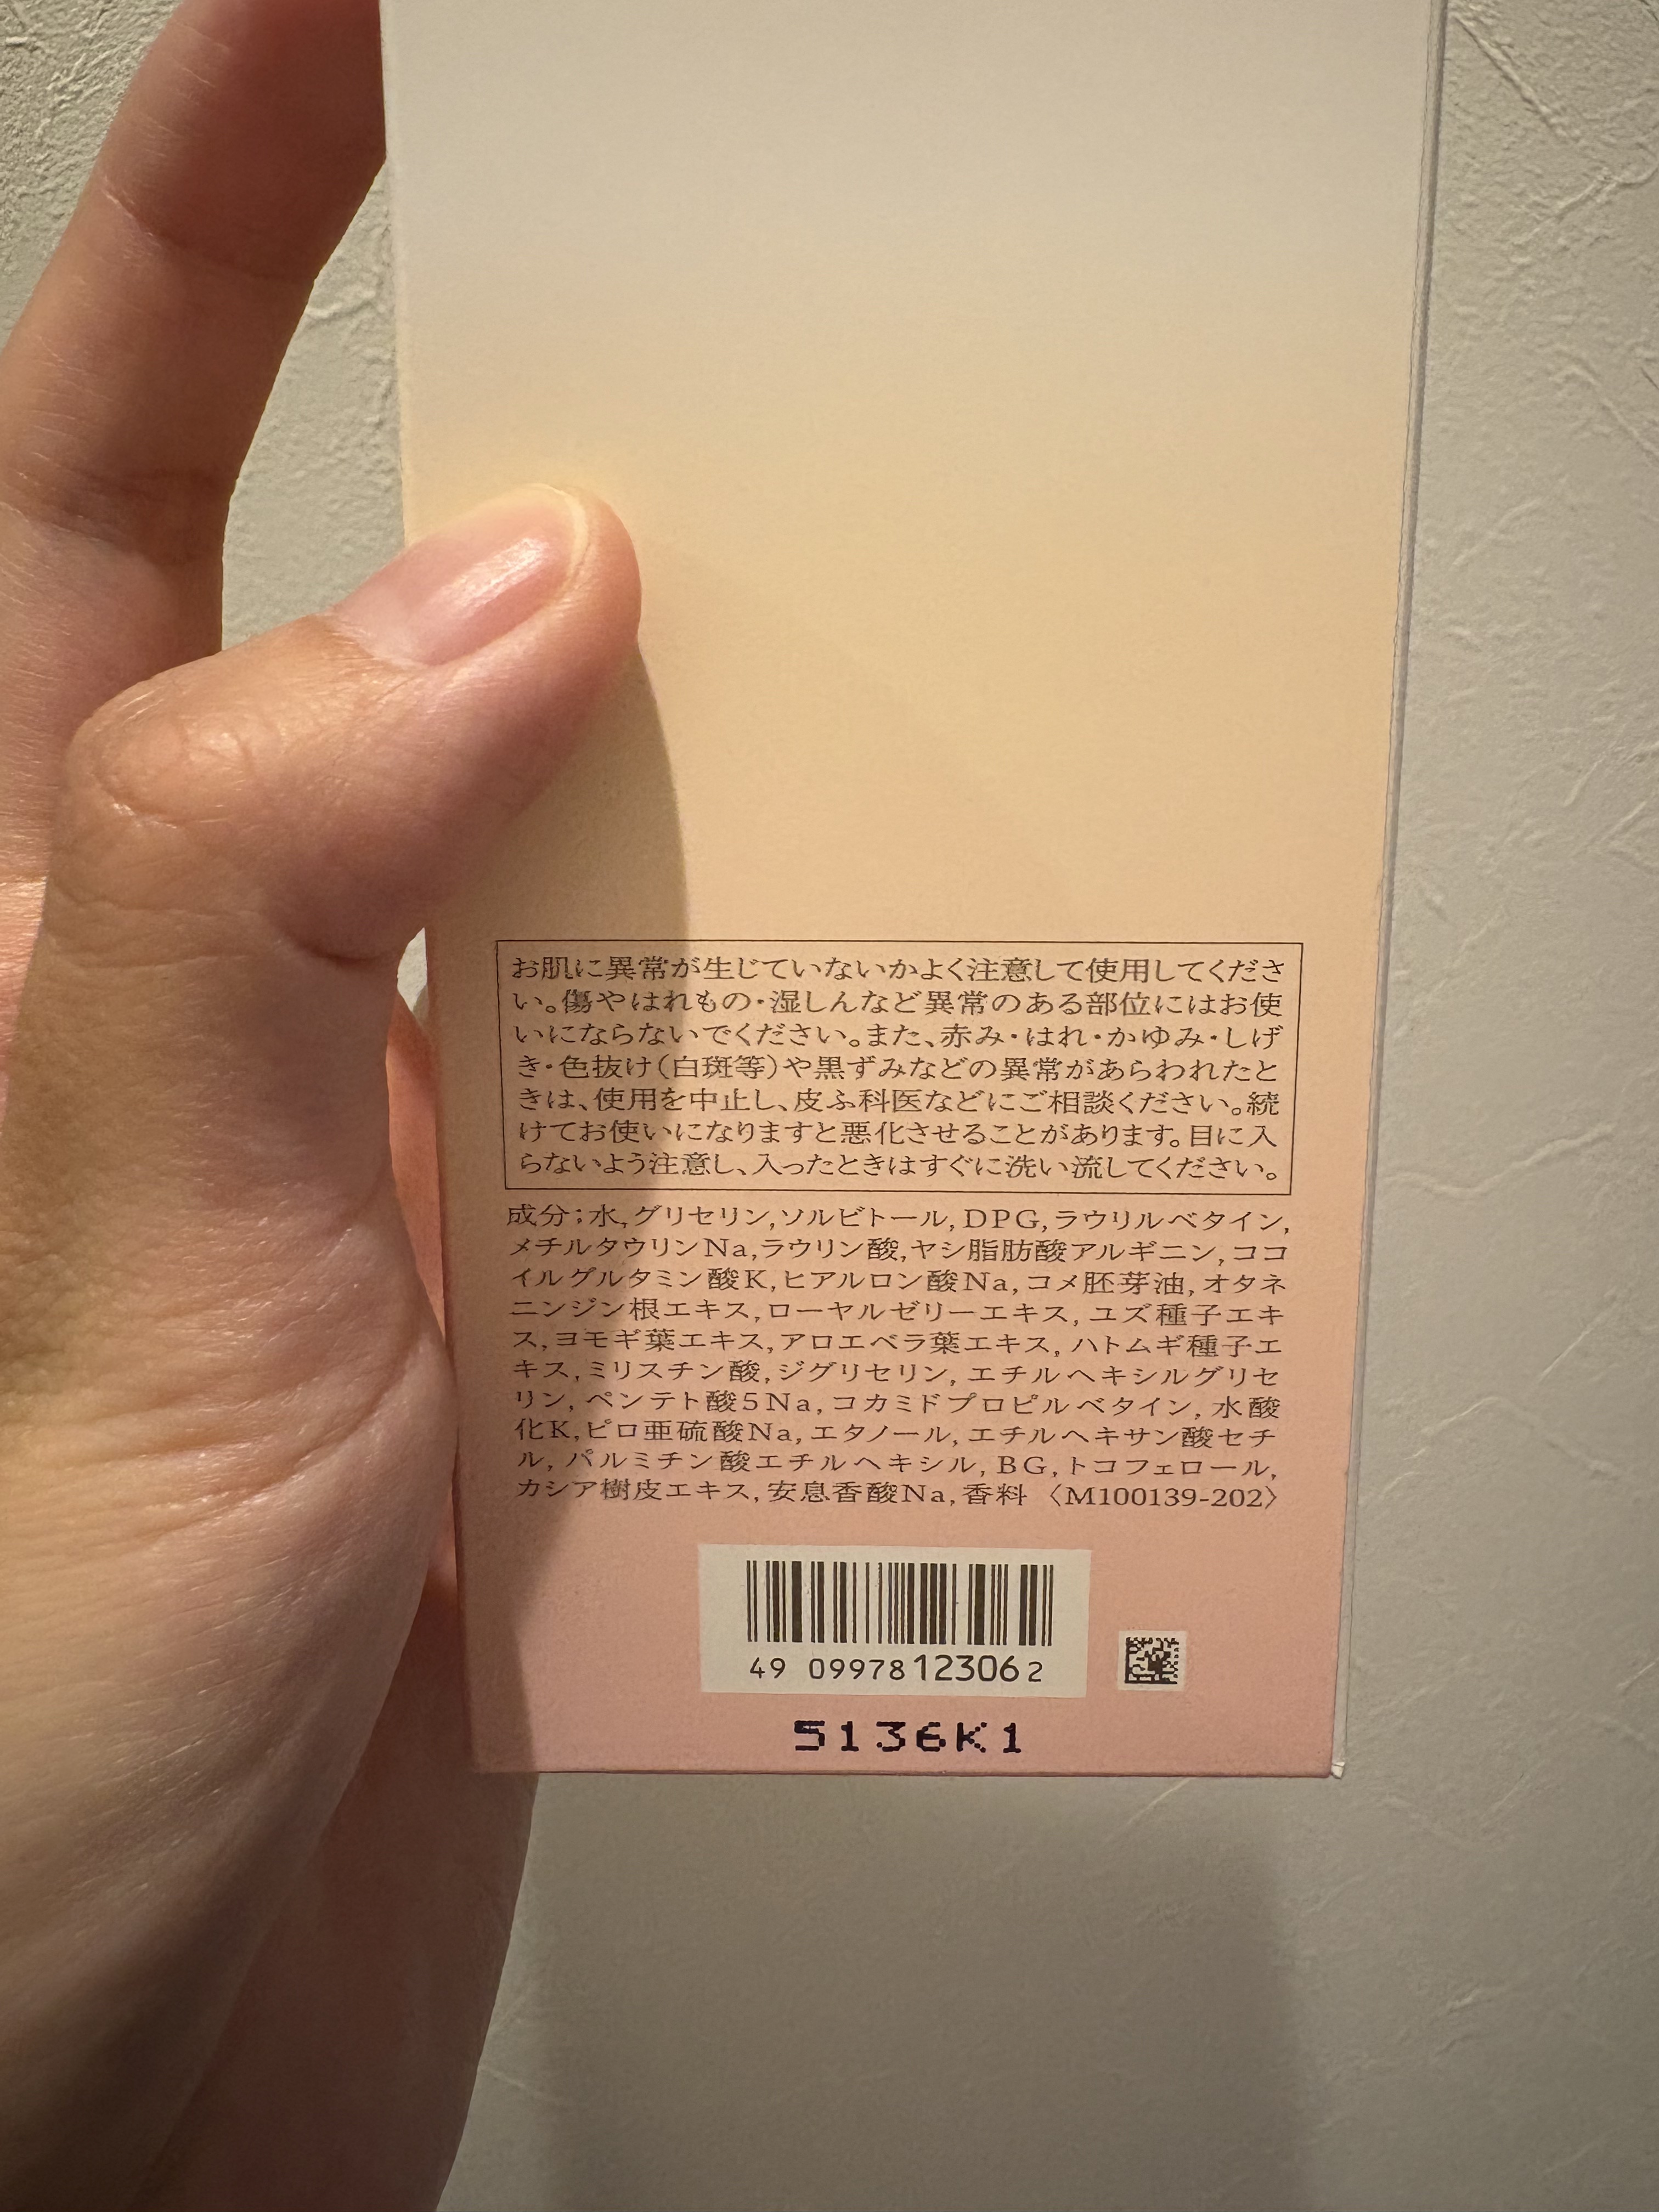 お肌に異常が生じていないかよく注意して使用してくださ
い。傷やはれもの・湿しんなど異常のある部位にはお使
いにならないでください。また、赤み・はれ・かゆみ・しげ
き・色抜け(白斑等)や黒ずみなどの異常があらわれたと
きは、使用を中止し、皮ふ科医などにご相談ください。続
けてお使いになりますと悪化させることがあります。目に入
らないよう注意し、入ったときはすぐに洗い流してください。
成分;水,グリセリン,ソルビトール,DPG,ラウリルベタイン,
メチルタウリンNa,ラウリン酸,ヤシ脂肪酸アルギニン,ココ
イルグルタミン酸K,ヒアルロン酸Na,コメ胚芽油,オタネ
ニンジン根エキス,ローヤルゼリーエキス,ユズ種子エキ
ス,ヨモギ葉エキス,アロエベラ葉エキス,ハトムギ種子エ
キス,ミリスチン酸,ジグリセリン,エチルヘキシルグリセ
リン,ペンテト酸5Na,コカミドプロピルベタイン,水酸
化K,ピロ亜硫酸Na,エタノール,エチルヘキサン酸セチ
ル,パルミチン酸エチルヘキシル,BG,トコフェロール,
カシア樹皮エキス,安息香酸Na,香料 〈M100139-202〉
49 09978123062
5136K1